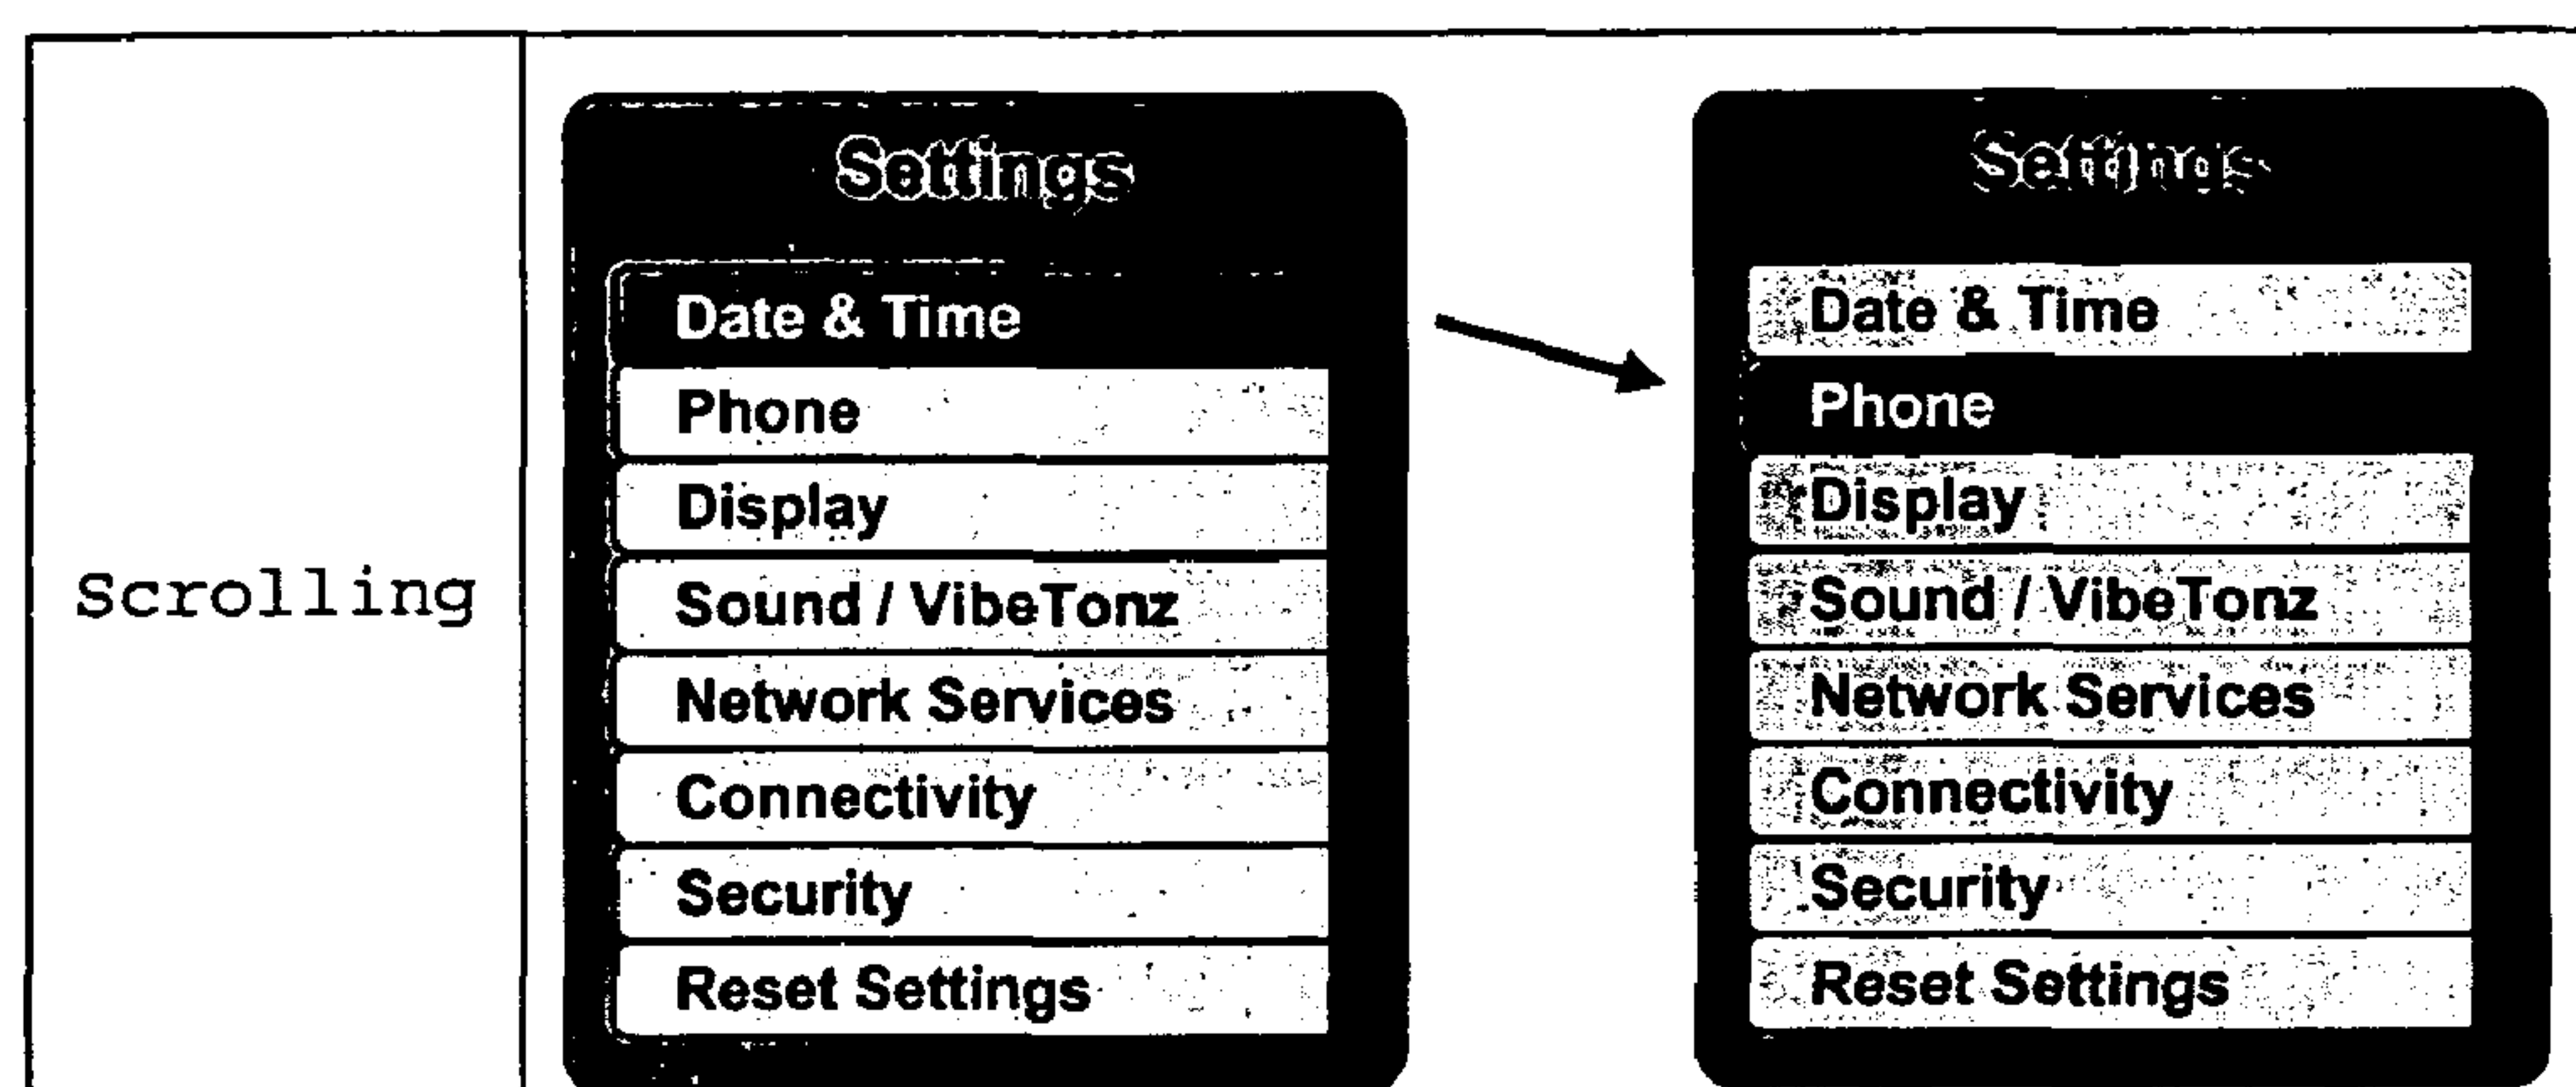 Scrolling
Settings
Date & Time
Phone
Display
Sound / VibeTonz
Network Services
Connectivity
Security
Reset Settings
Settings
Date & Time
Phone
Display
Sound / VibeTonz
Network Services
Connectivity
Security
Reset Settings